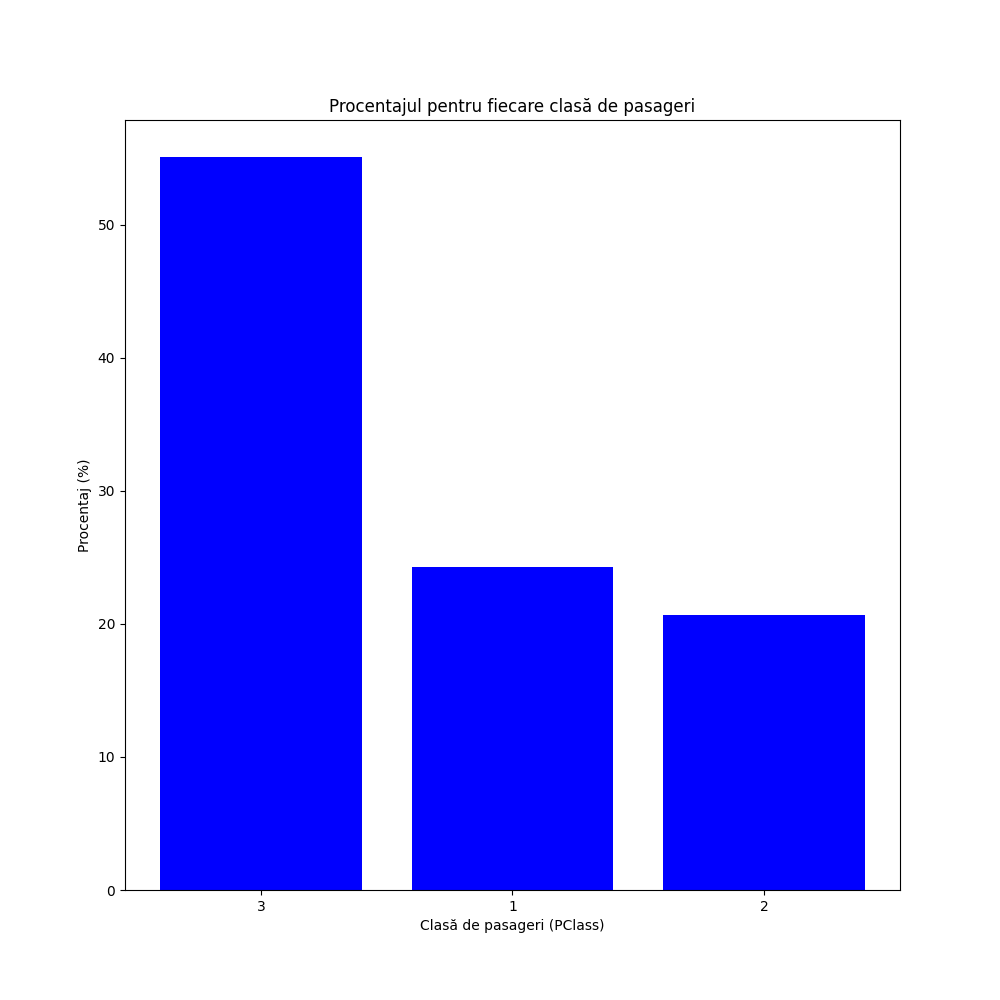 Procentajul pentru fiecare clasă de pasageri
50
40
30
20
10
0
Procentaj (%)
3 1 2
Clasă de pasageri (PClass)